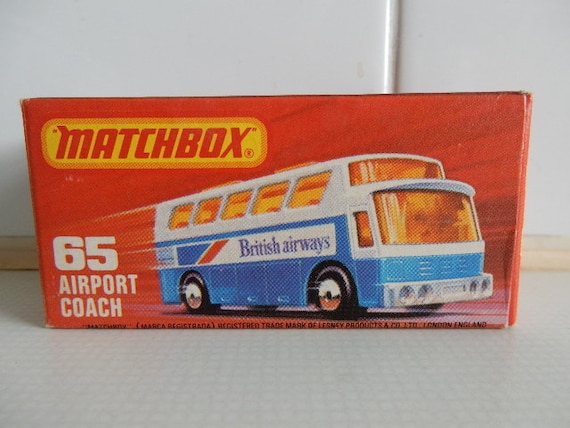 "MATCHBOX"®
British airways
65
AIRPORT
COACH
"MATCHBOX" (MARCA REGISTRADA) REGISTERED TRADE MARK OF LESNEY PRODUCTS & CO. LTD. LONDON ENGLAND